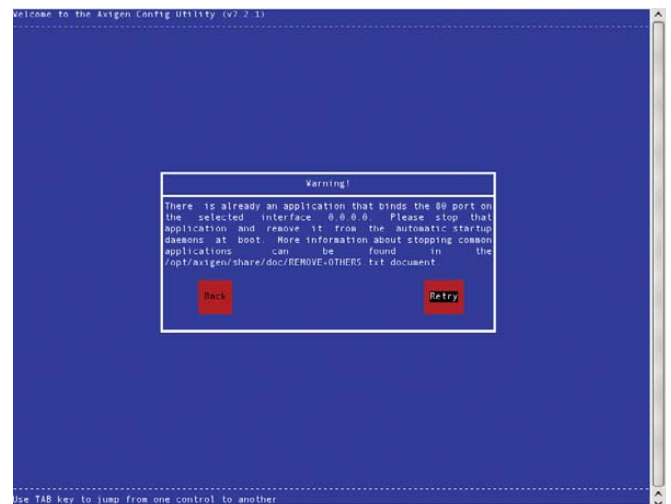 Welcome to the Axigen Config Utility (v7.2.1)
Warning!
There is already an application that binds the 80 port on
the selected interface 0.0.0.0. Please stop that
application and remove it from the automatic startup
daemons at boot. More information about stopping common
applications can be found in the
/opt/axigen/share/doc/REMOVE-OTHERS.txt document.
Back Retry
Use TAB key to jump from one control to another